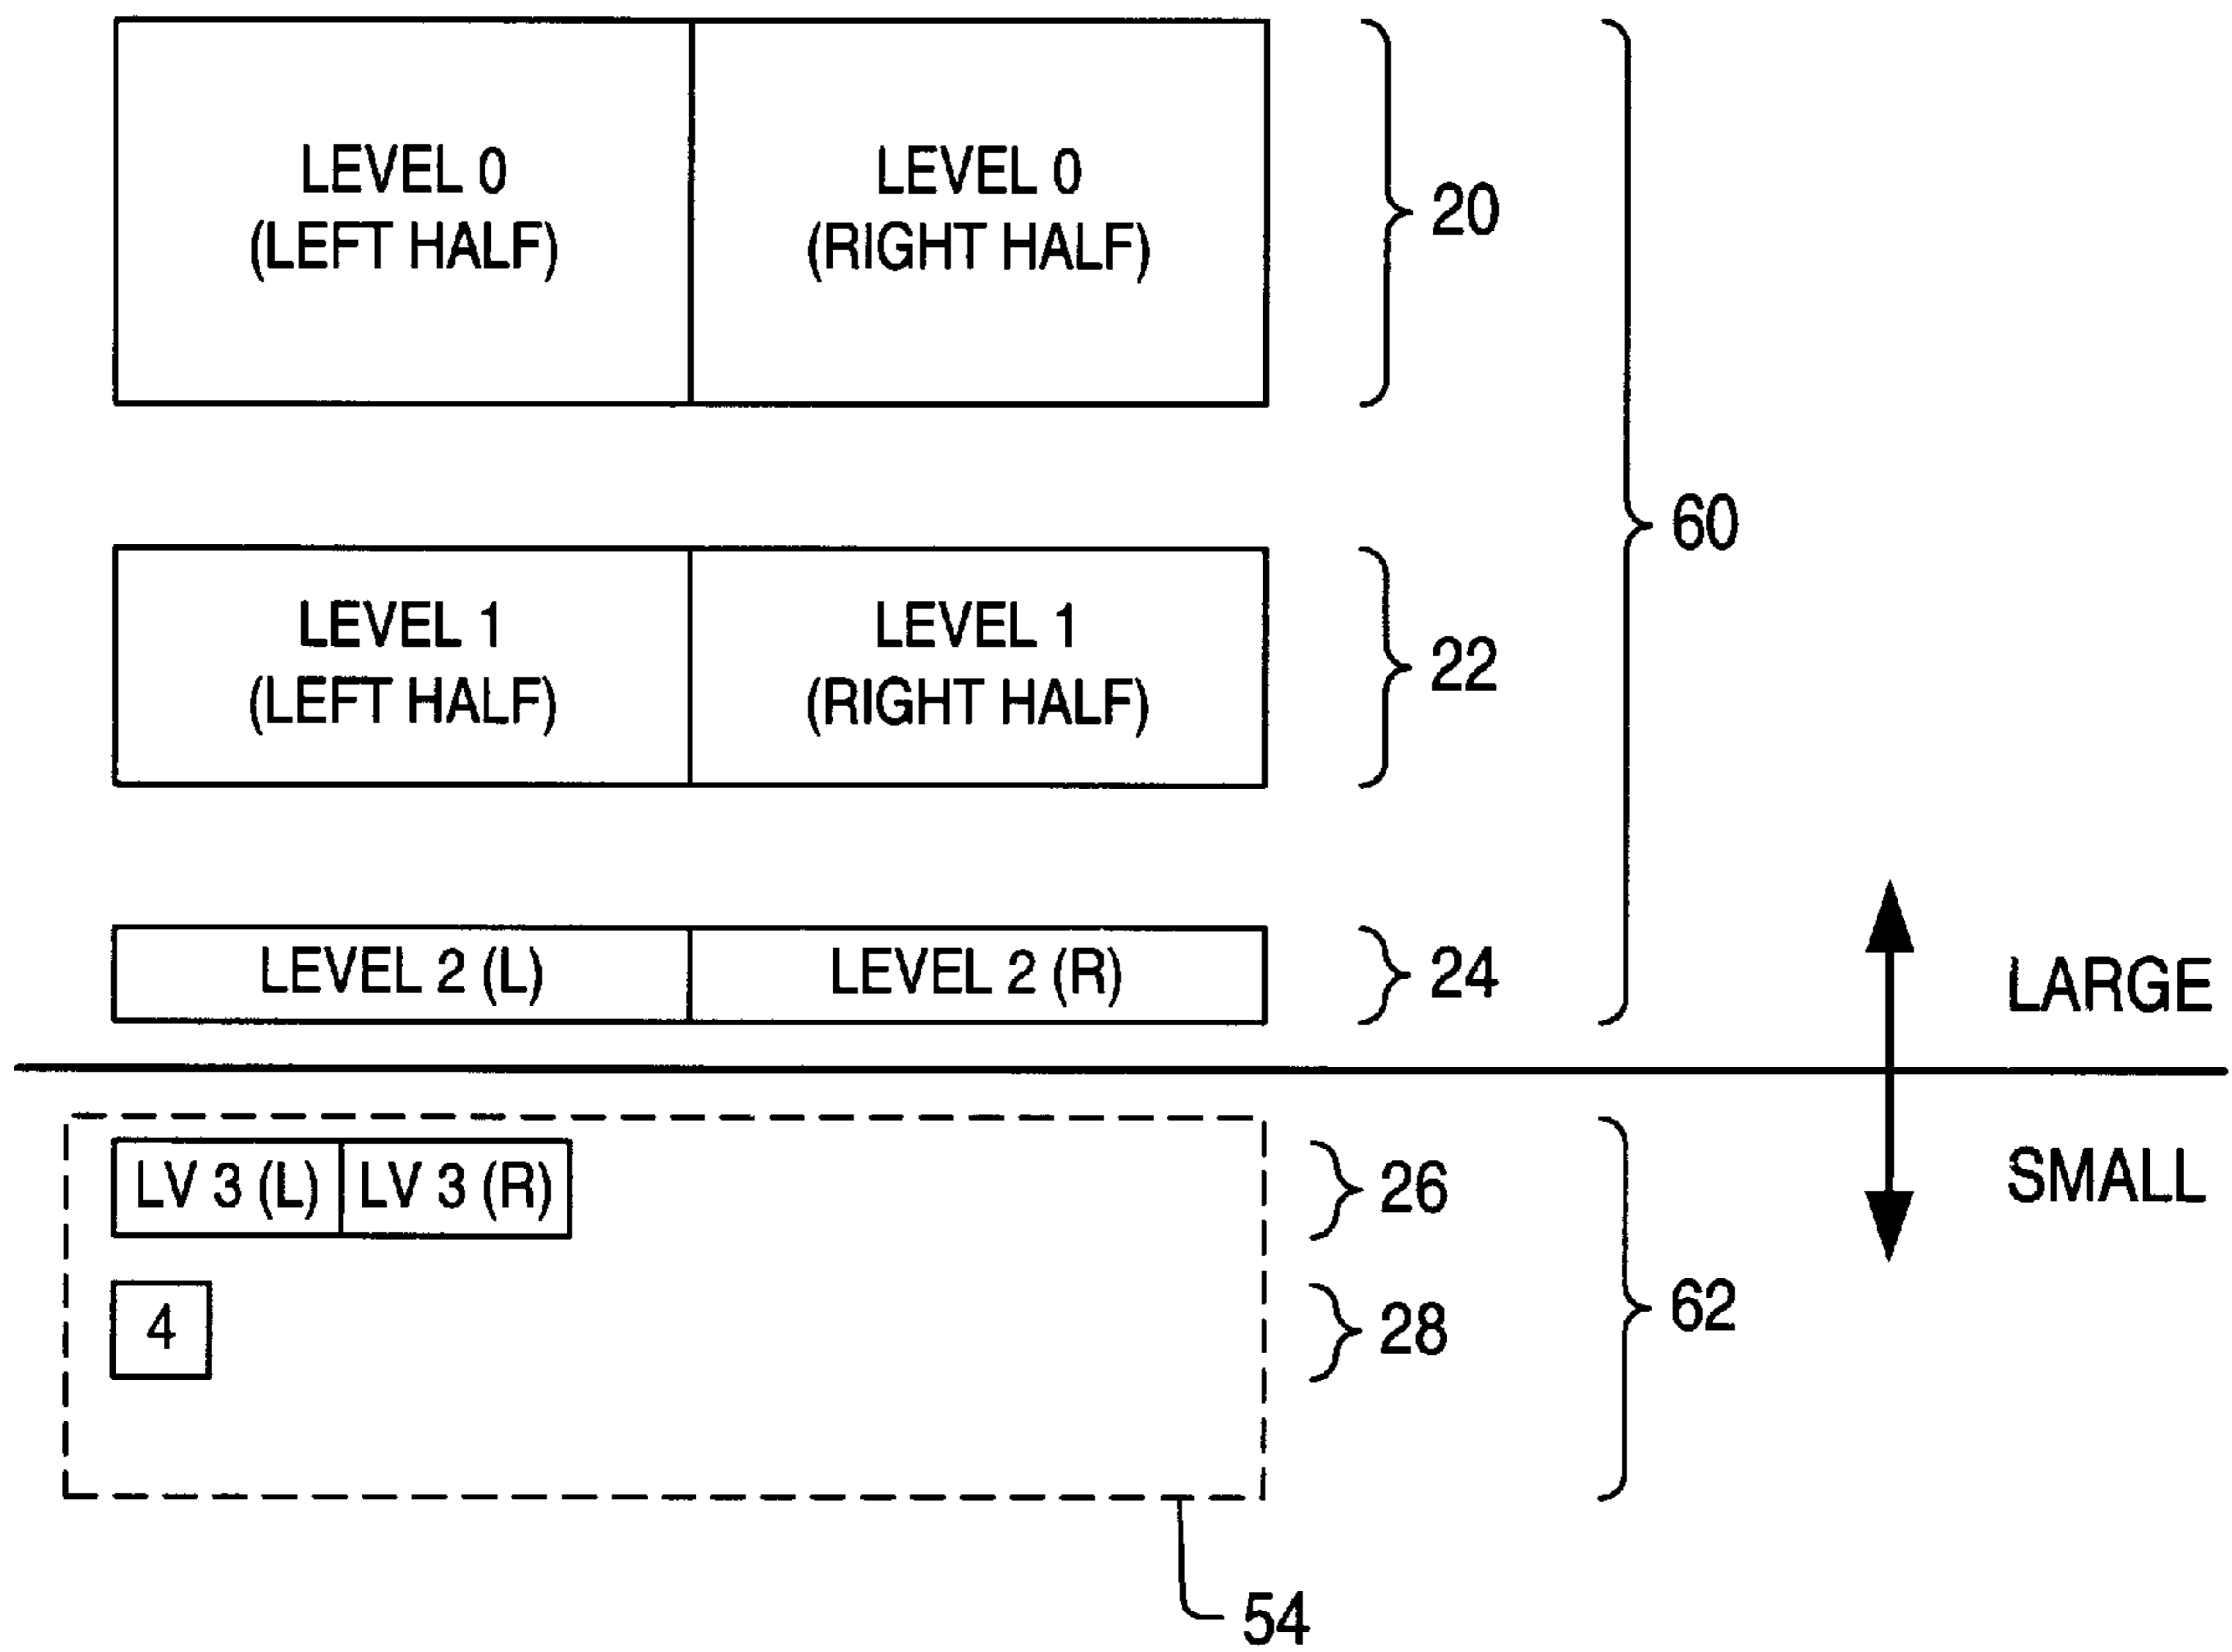 LEVEL 0
(LEFT HALF)
LEVEL 0
(RIGHT HALF)
20
60
LEVEL 1
(LEFT HALF)
LEVEL 1
(RIGHT HALF)
22
LEVEL 2 (L)
LEVEL 2 (R)
24
LARGE
LV 3 (L)
LV 3 (R)
26
SMALL
4
28
62
54